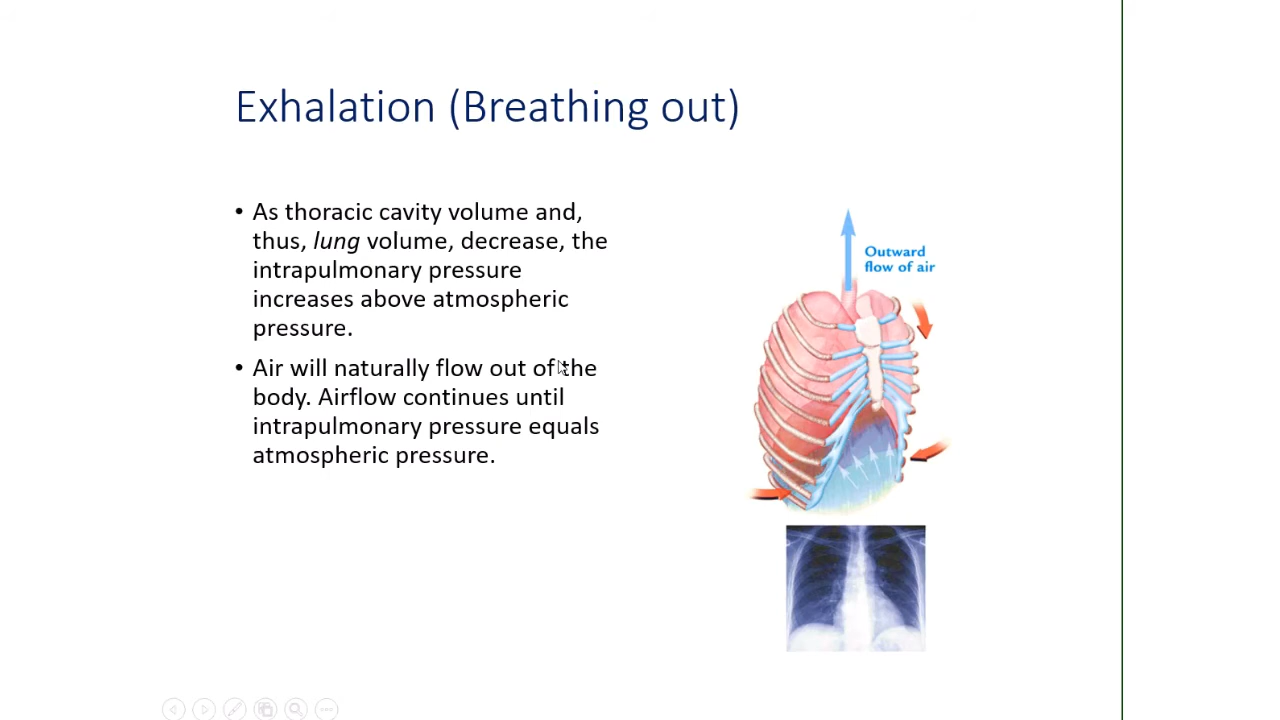 Exhalation (Breathing out)
• As thoracic cavity volume and,
thus, lung volume, decrease, the
intrapulmonary pressure
increases above atmospheric
pressure.
• Air will naturally flow out of the
body. Airflow continues until
intrapulmonary pressure equals
atmospheric pressure.
Outward
flow of air